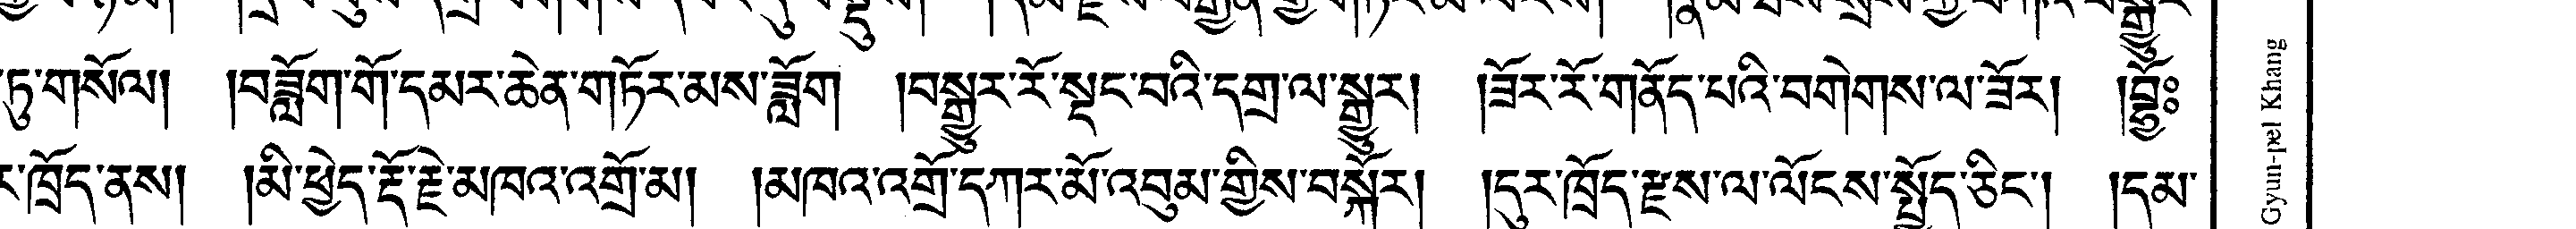 ཏུ་གསོལ། །བཟློག་གོ་དམར་ཆེན་གཏོར་མས་ཟློག །བསྒྱུར་རོ་སྡང་བའི་དགྲ་ལ་སྒྱུར། །ཟོར་རོ་གནོད་པའི་བགེགས་ལ་ཟོར། །
ཁྲོད་ནས། །མི་ཕྱེད་རྡོ་རྗེ་མཁའ་འགྲོ་མ། །མཁའ་འགྲོ་དཀར་མོ་འབུམ་གྱིས་བསྐོར། །དུར་ཁྲོད་རྫས་ལ་ལོངས་སྤྱོད་ཅིང་། །དམ་
Gyun-pel Khang